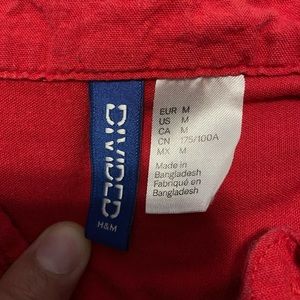 DIVIDED
H&M
EUR M
US M
CA M
CN 175/100A
MX M
Made in
Bangladesh
Fabriqué en
Bangladesh